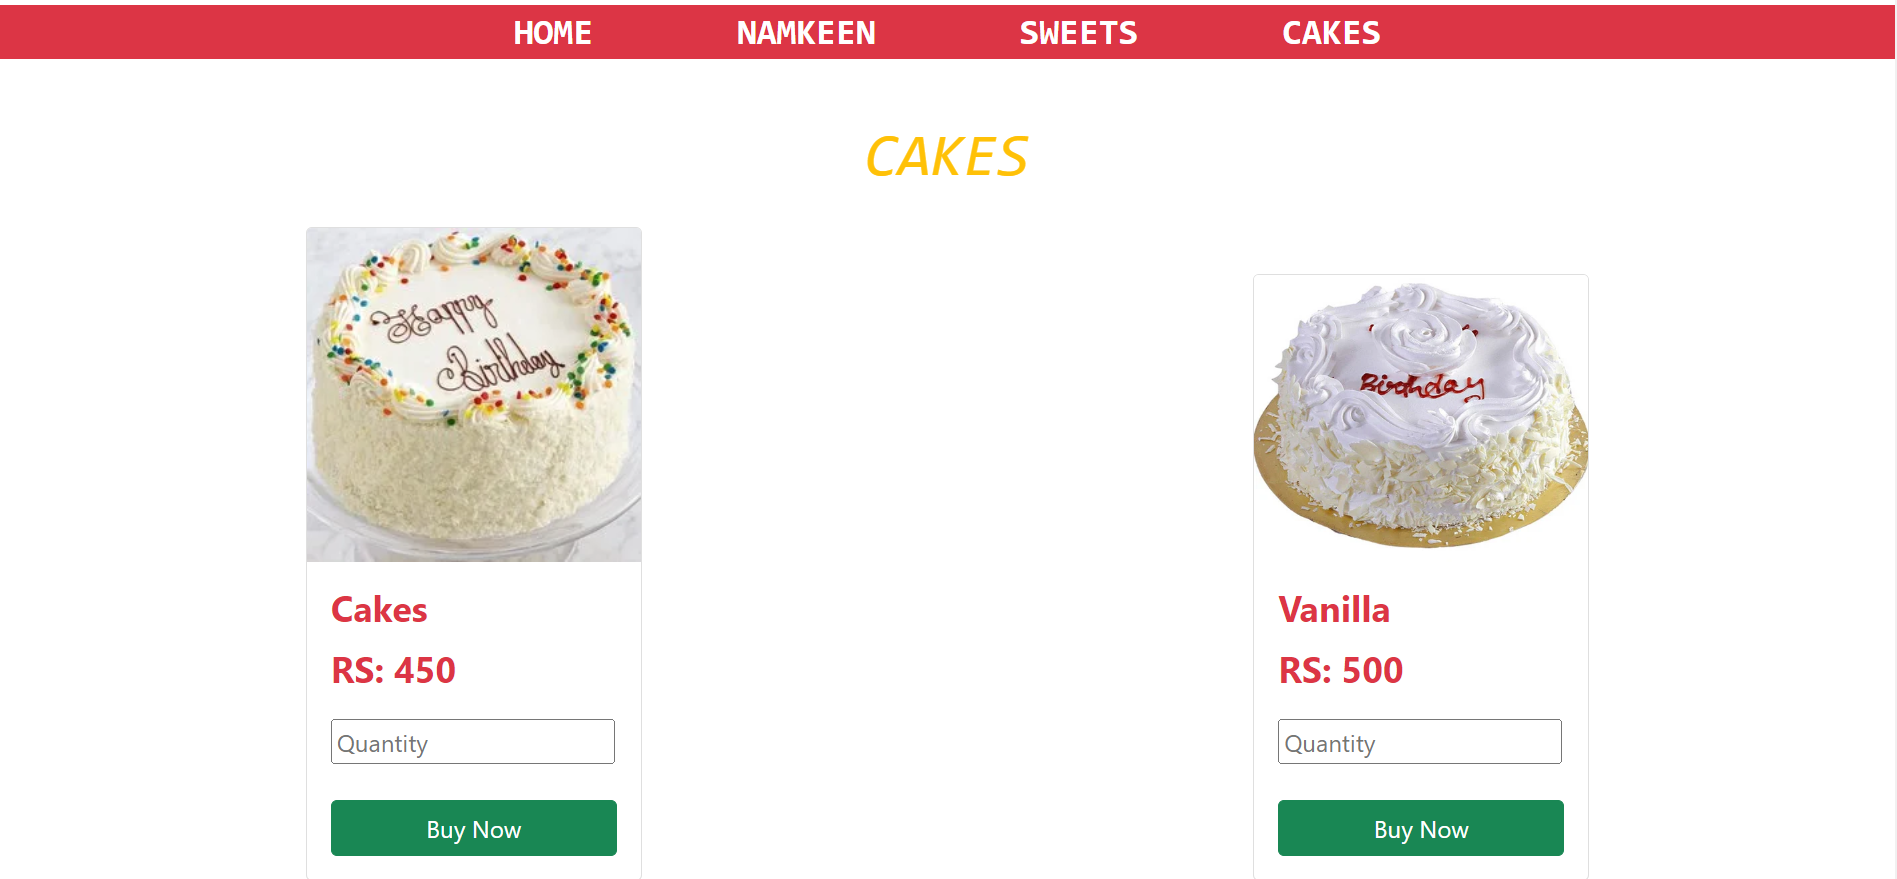 HOME NAMKEEN SWEETS CAKES
CAKES
Happy
Birthday
Birthday
Cakes
RS: 450
Quantity
Buy Now
Vanilla
RS: 500
Quantity
Buy Now